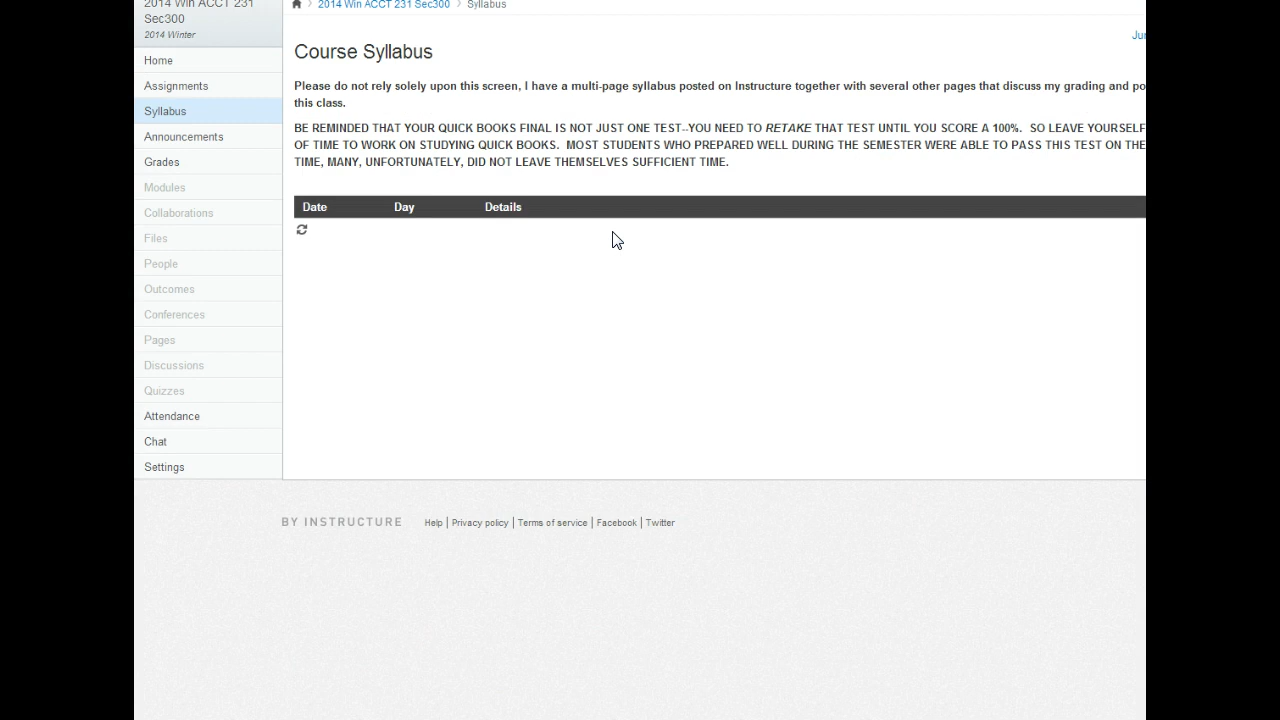 2014 Win ACCT 231
Sec300
2014 Winter
Home
Assignments
Syllabus
Announcements
Grades
Modules
Collaborations
Files
People
Outcomes
Conferences
Pages
Discussions
Quizzes
Attendance
Chat
Settings
2014 Win ACCT 231 Sec300 Syllabus
Jun
Course Syllabus
Please do not rely solely upon this screen, I have a multi-page syllabus posted on Instructure together with several other pages that discuss my grading and po
this class.
BE REMINDED THAT YOUR QUICK BOOKS FINAL IS NOT JUST ONE TEST--YOU NEED TO RETAKE THAT TEST UNTIL YOU SCORE A 100%. SO LEAVE YOURSELF
OF TIME TO WORK ON STUDYING QUICK BOOKS. MOST STUDENTS WHO PREPARED WELL DURING THE SEMESTER WERE ABLE TO PASS THIS TEST ON THE
TIME, MANY, UNFORTUNATELY, DID NOT LEAVE THEMSELVES SUFFICIENT TIME.
Date Day Details
BY INSTRUCTURE Help | Privacy policy | Terms of service | Facebook | Twitter